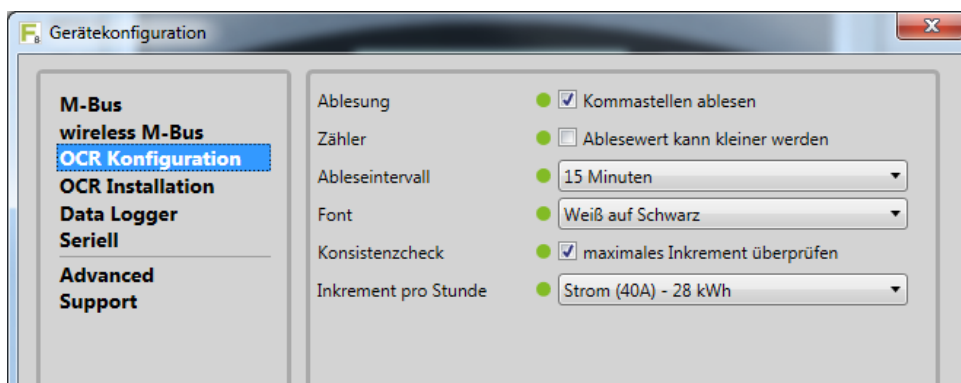 Gerätekonfiguration
M-Bus
wireless M-Bus
OCR Konfiguration
OCR Installation
Data Logger
Seriell
Advanced
Support
Ablesung Kommastellen ablesen
Zähler Ablesewert kann kleiner werden
Ableseintervall 15 Minuten
Font Weiß auf Schwarz
Konsistenzcheck maximales Inkrement überprüfen
Inkrement pro Stunde Strom (40A) - 28 kWh